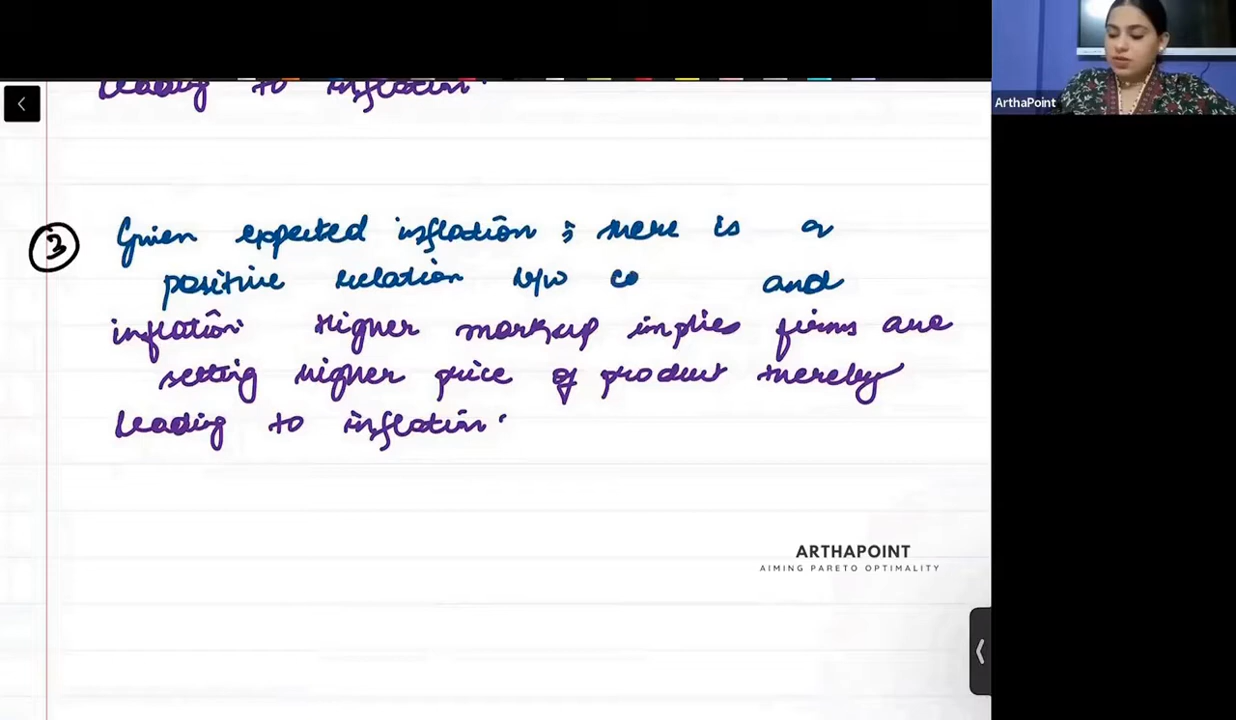 leading to inflation.
ArthaPoint
3 Given expected inflation ; there is a
positive relation b/w co and
inflation. Higher markup implies firms are
setting higher price of product thereby
leading to inflation.
ARTHAPOINT
AIMING PARETO OPTIMALITY